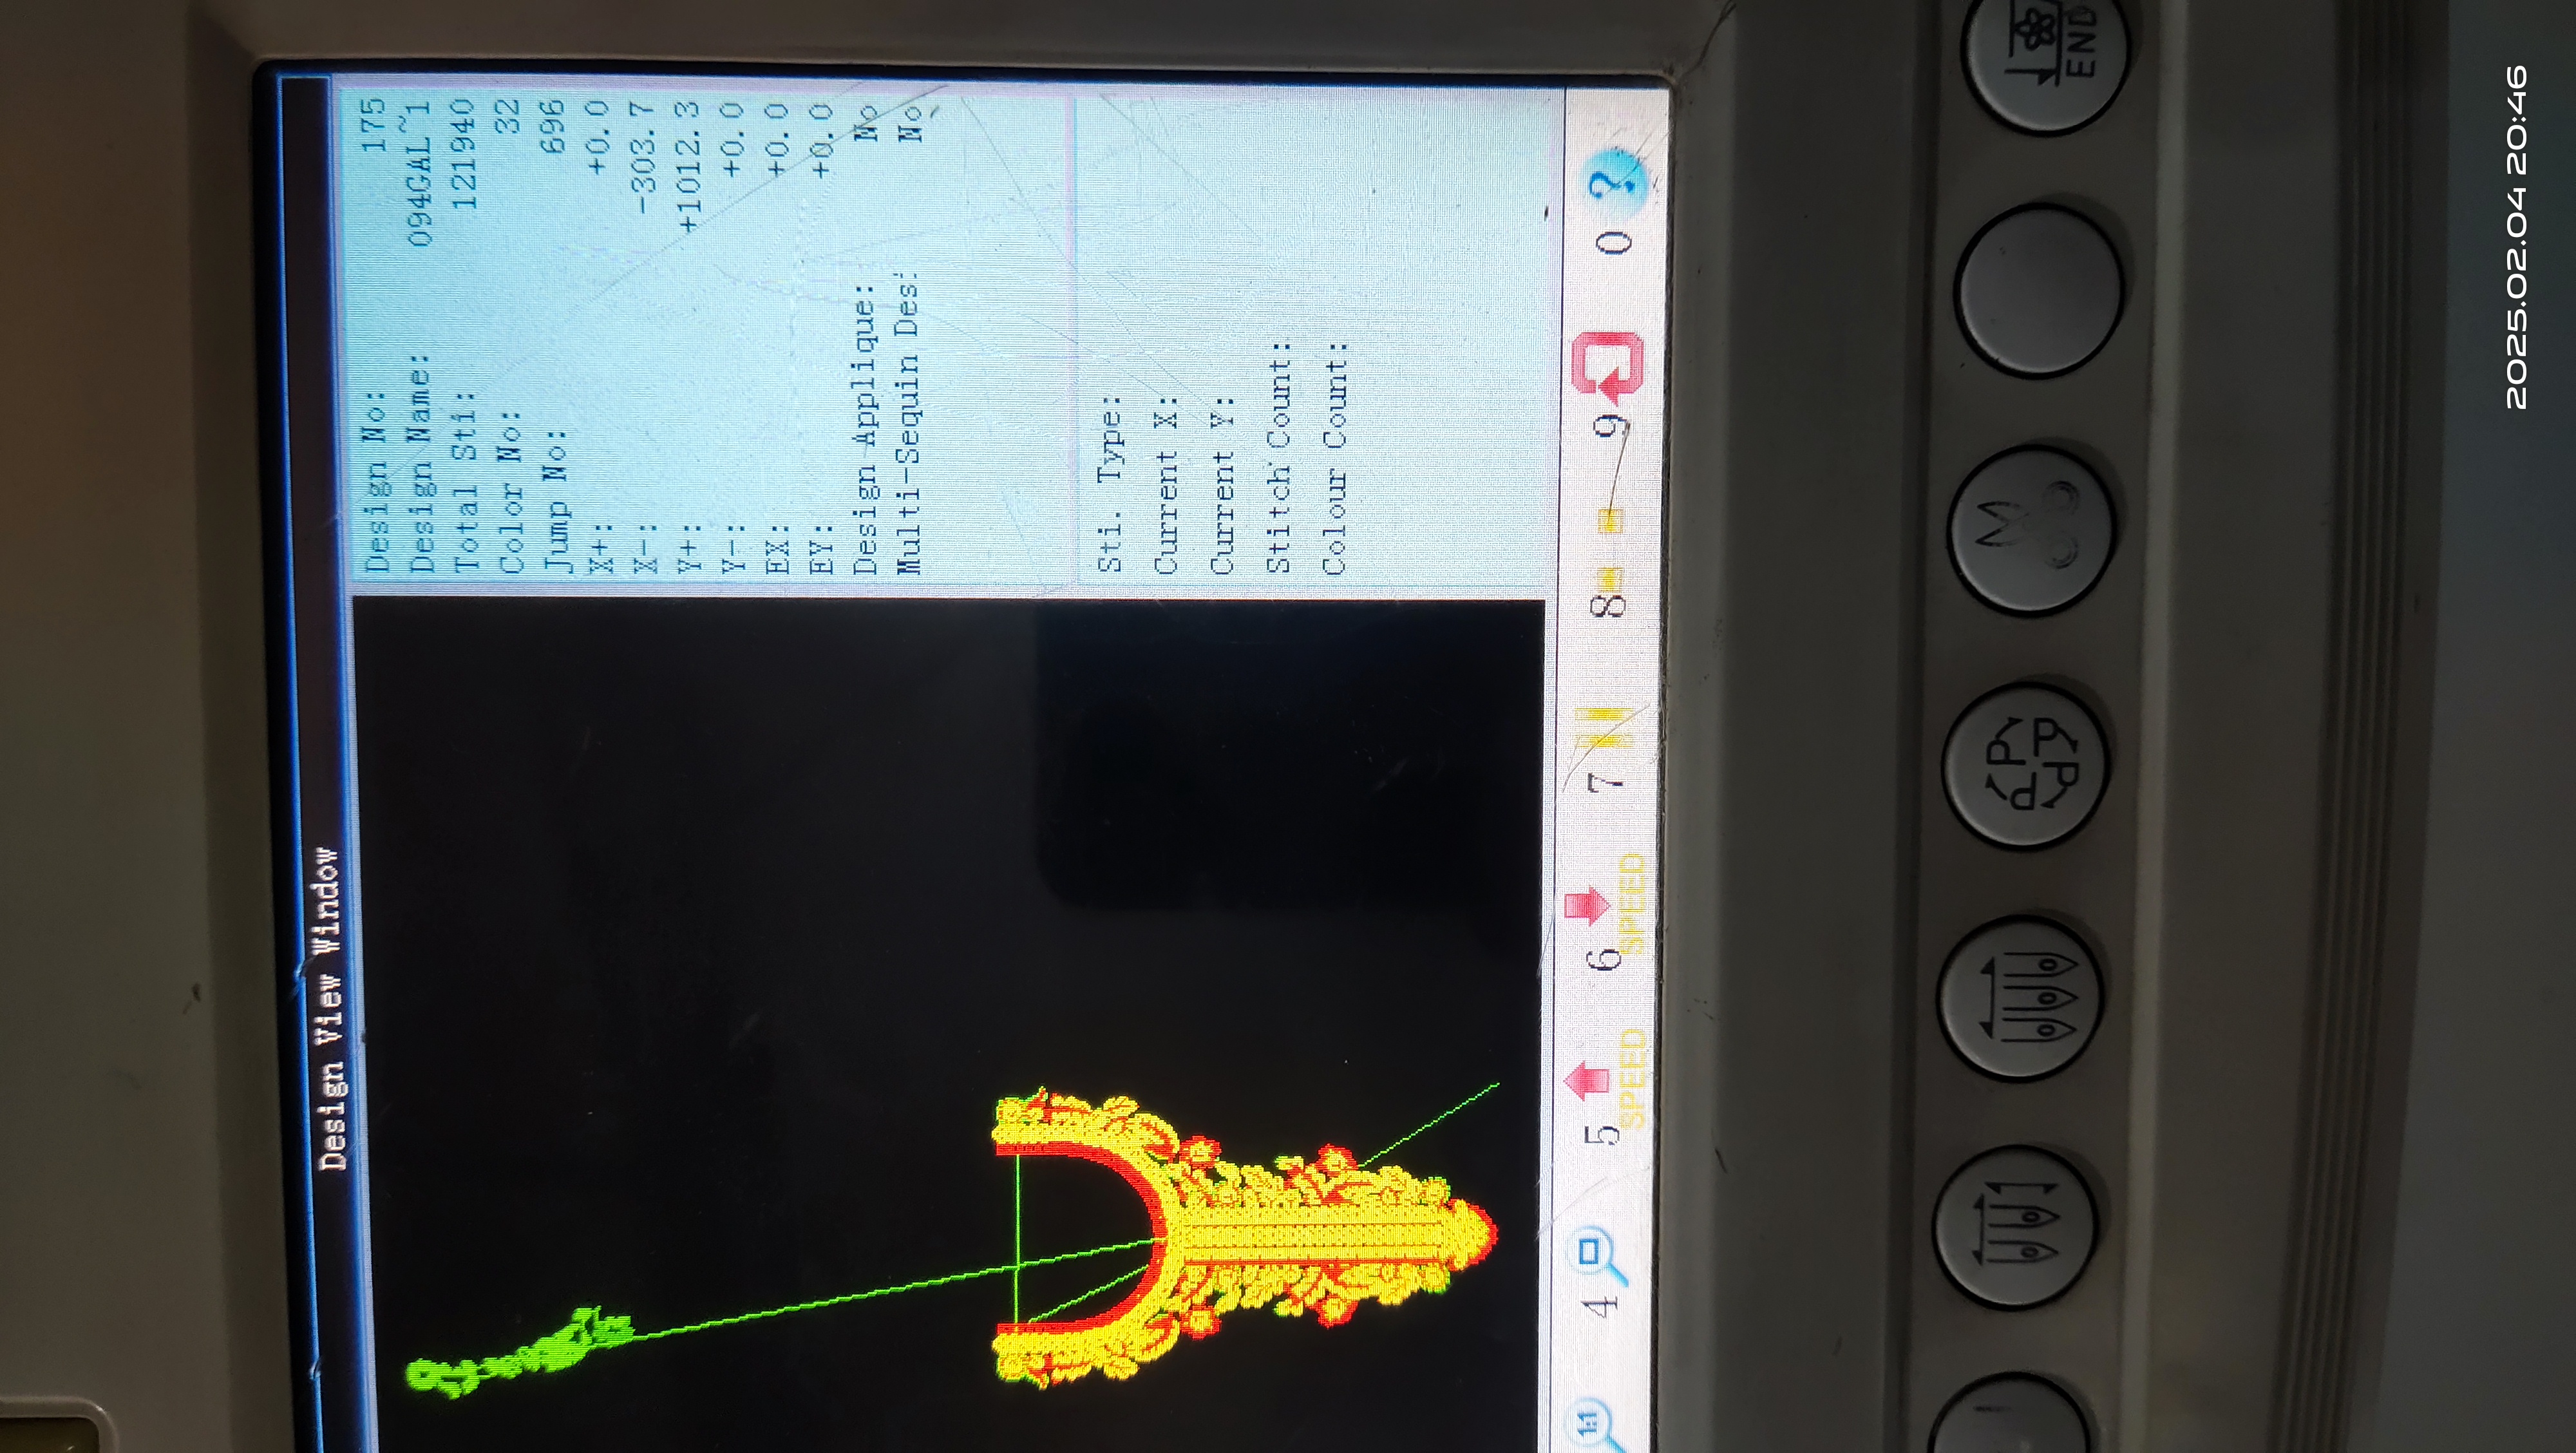 Design View Window
Design No: 175
Design Name: 094GAL~1
Total Sti: 121940
Color No: 32
Jump No: 696
X+: +0.0
X-: -303.7
Y+: +1012.3
Y-: +0.0
EX: +0.0
EY: +0.0
Design Applique: No
Multi-Sequin Des: No
Sti. Type:
Current X:
Current Y:
Stitch Count:
Colour Count:
1:1 4 5 SPEED 6 SPEED 7 8 9 0 ?
P P P P
END
2025.02.04 20:46